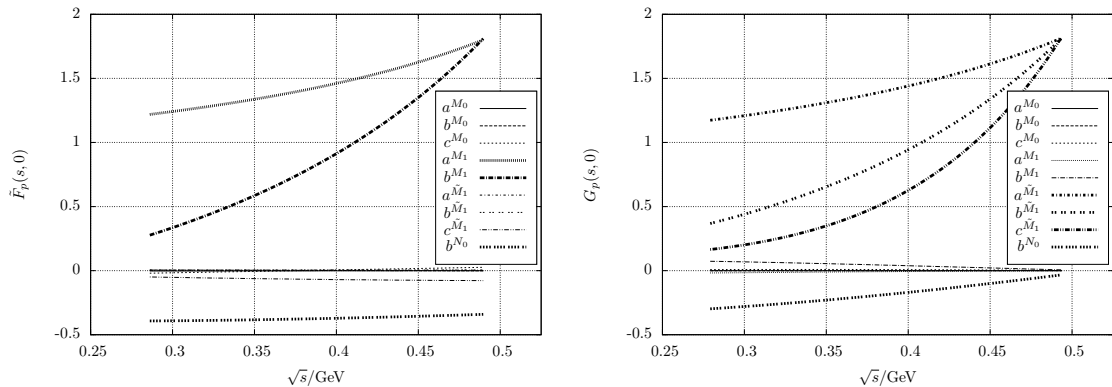 2
1.5
1
0.5
0
-0.5
0.25
0.3
0.35
0.4
0.45
0.5
√s/GeV
F̃_p(s, 0)
a^{M_0}
b^{M_0}
c^{M_0}
a^{M_1}
b^{M_1}
a^{M̃_1}
b^{M̃_1}
c^{M̃_1}
b^{N_0}
2
1.5
1
0.5
0
-0.5
0.25
0.3
0.35
0.4
0.45
0.5
√s/GeV
G_p(s, 0)
a^{M_0}
b^{M_0}
c^{M_0}
a^{M_1}
b^{M_1}
a^{M̃_1}
b^{M̃_1}
c^{M̃_1}
b^{N_0}